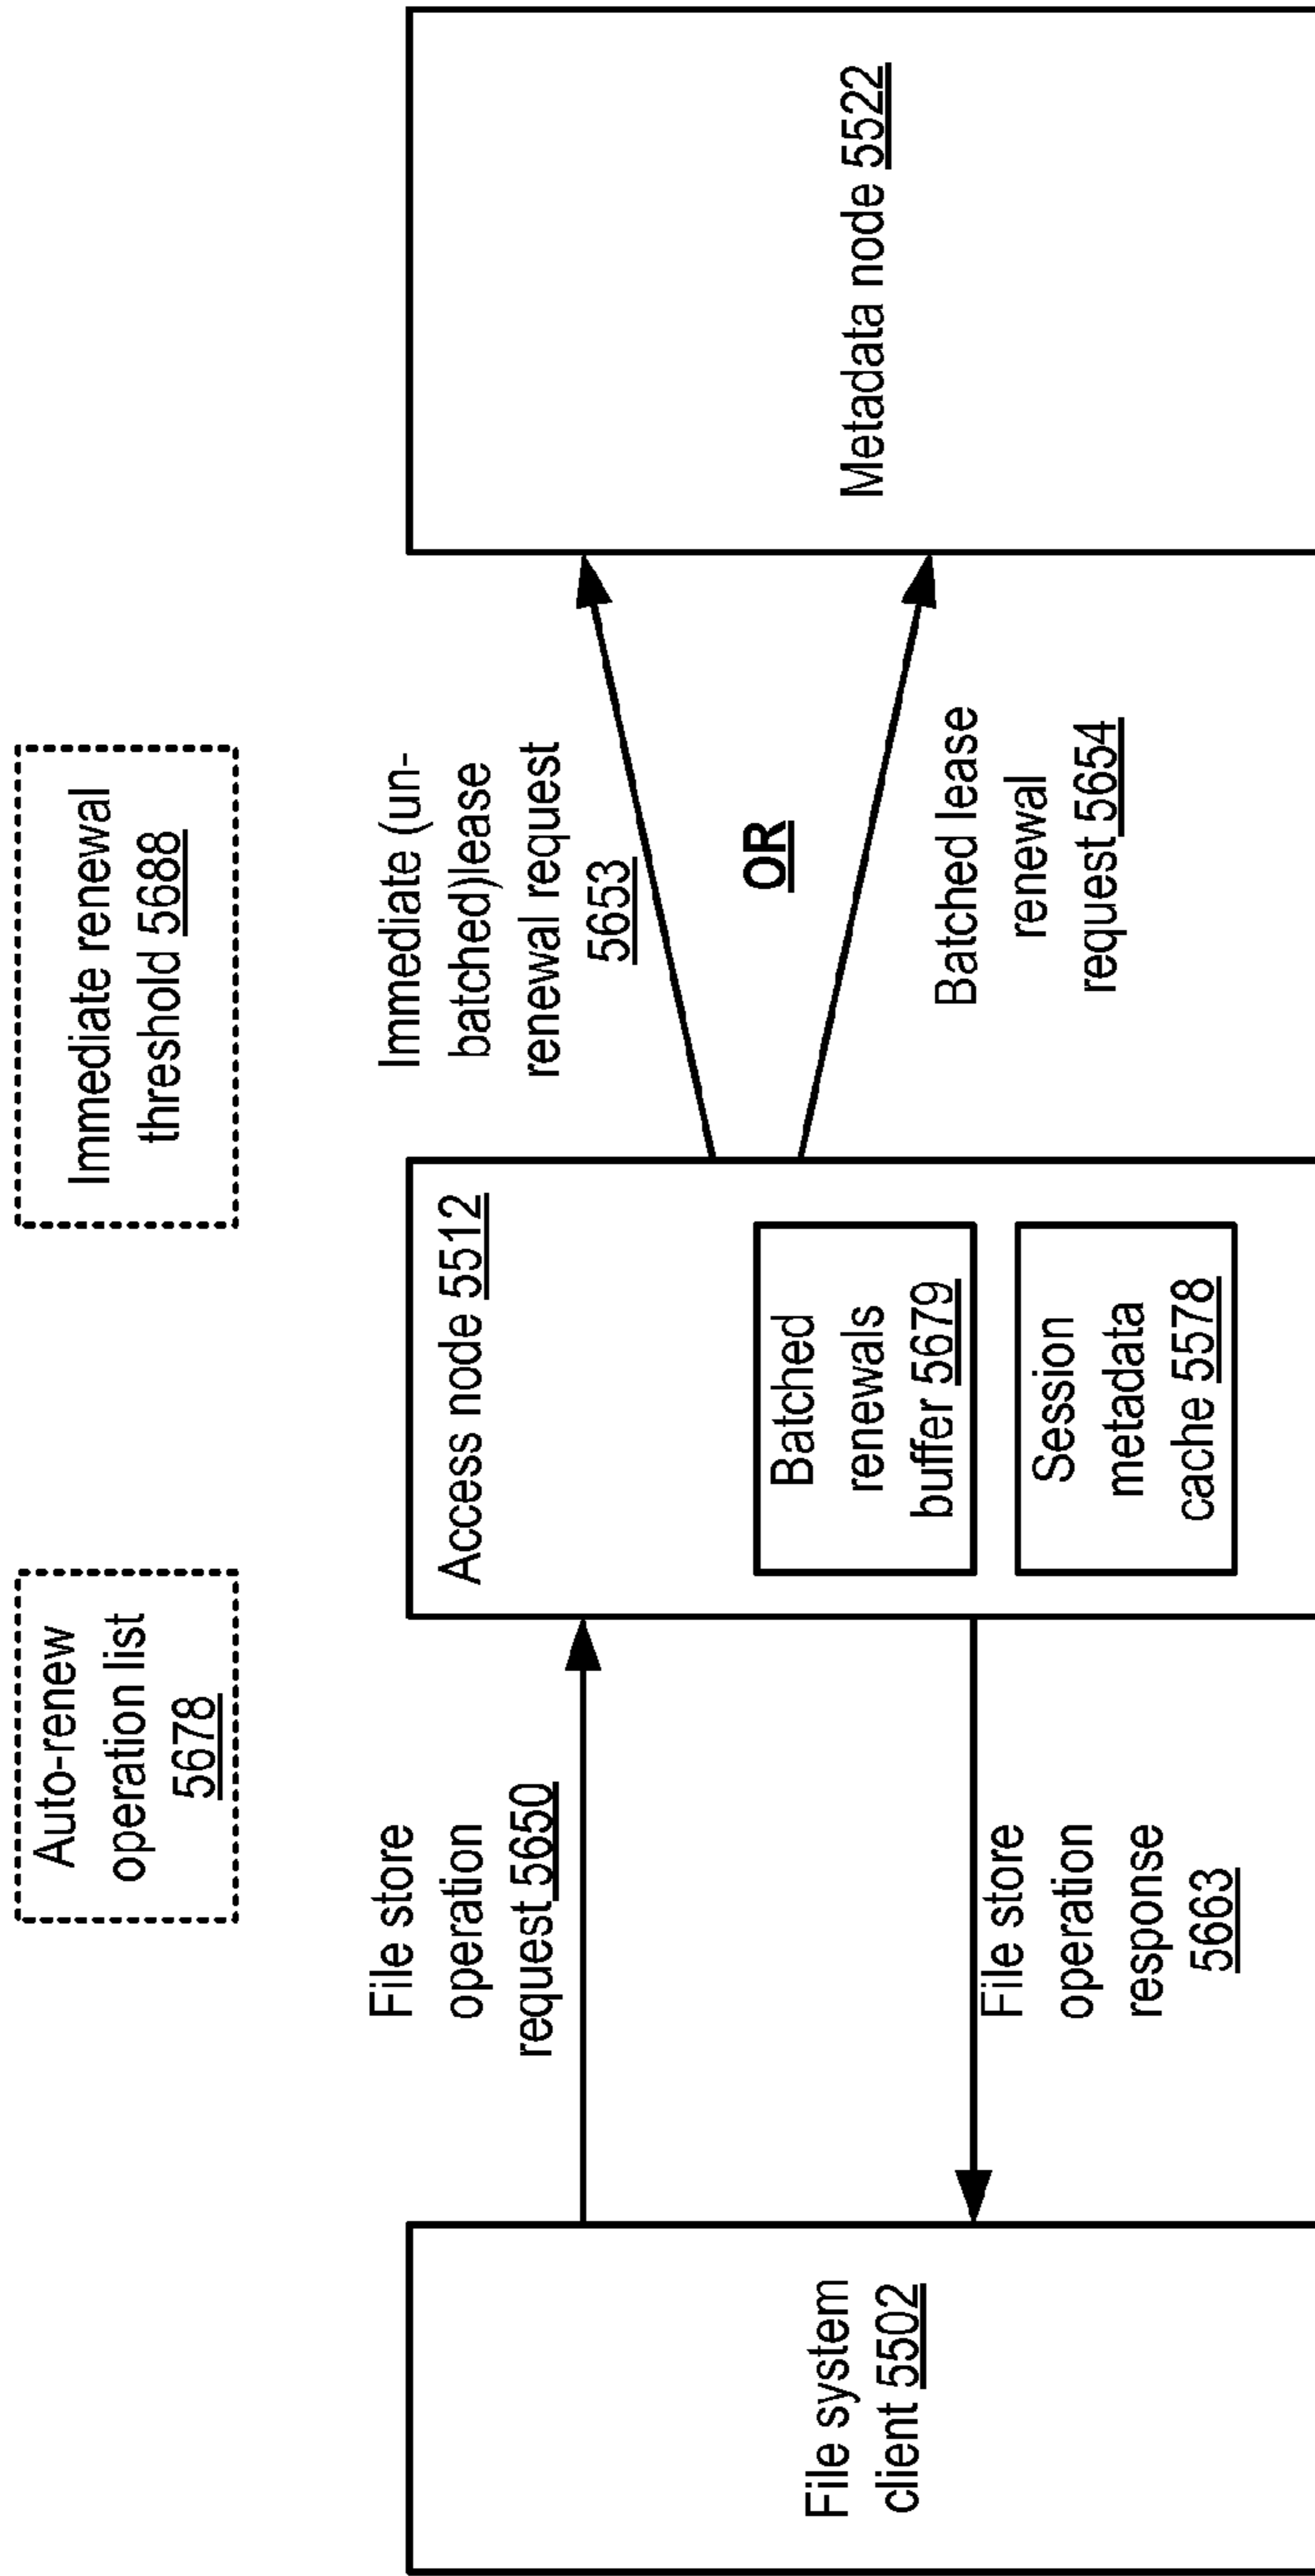 Auto-renew
operation list
5678
Immediate renewal
threshold 5688
File system
client 5502
File store
operation
request 5650
File store
operation
response
5663
Access node 5512
Batched
renewals
buffer 5679
Session
metadata
cache 5578
Immediate (un-
batched)lease
renewal request
5653
OR
Batched lease
renewal
request 5654
Metadata node 5522